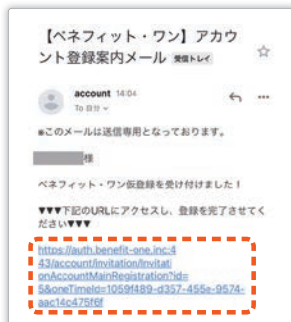 【ベネフィット・ワン】アカウ
ント登録案内メール 受信トレイ
account 14:04
To 自分
※このメールは送信専用となっております。
様
ベネフィット・ワン仮登録を受け付けました！
▼▼▼下記のURLにアクセスし、登録を完了させてく
ださい▼▼▼
https://auth.benefit-one.inc:4
43/account/invitation/invitati
onAccountMainRegistration?id=
5&oneTimeId=1059f489-d357-455e-9574-
aac14c475f6f